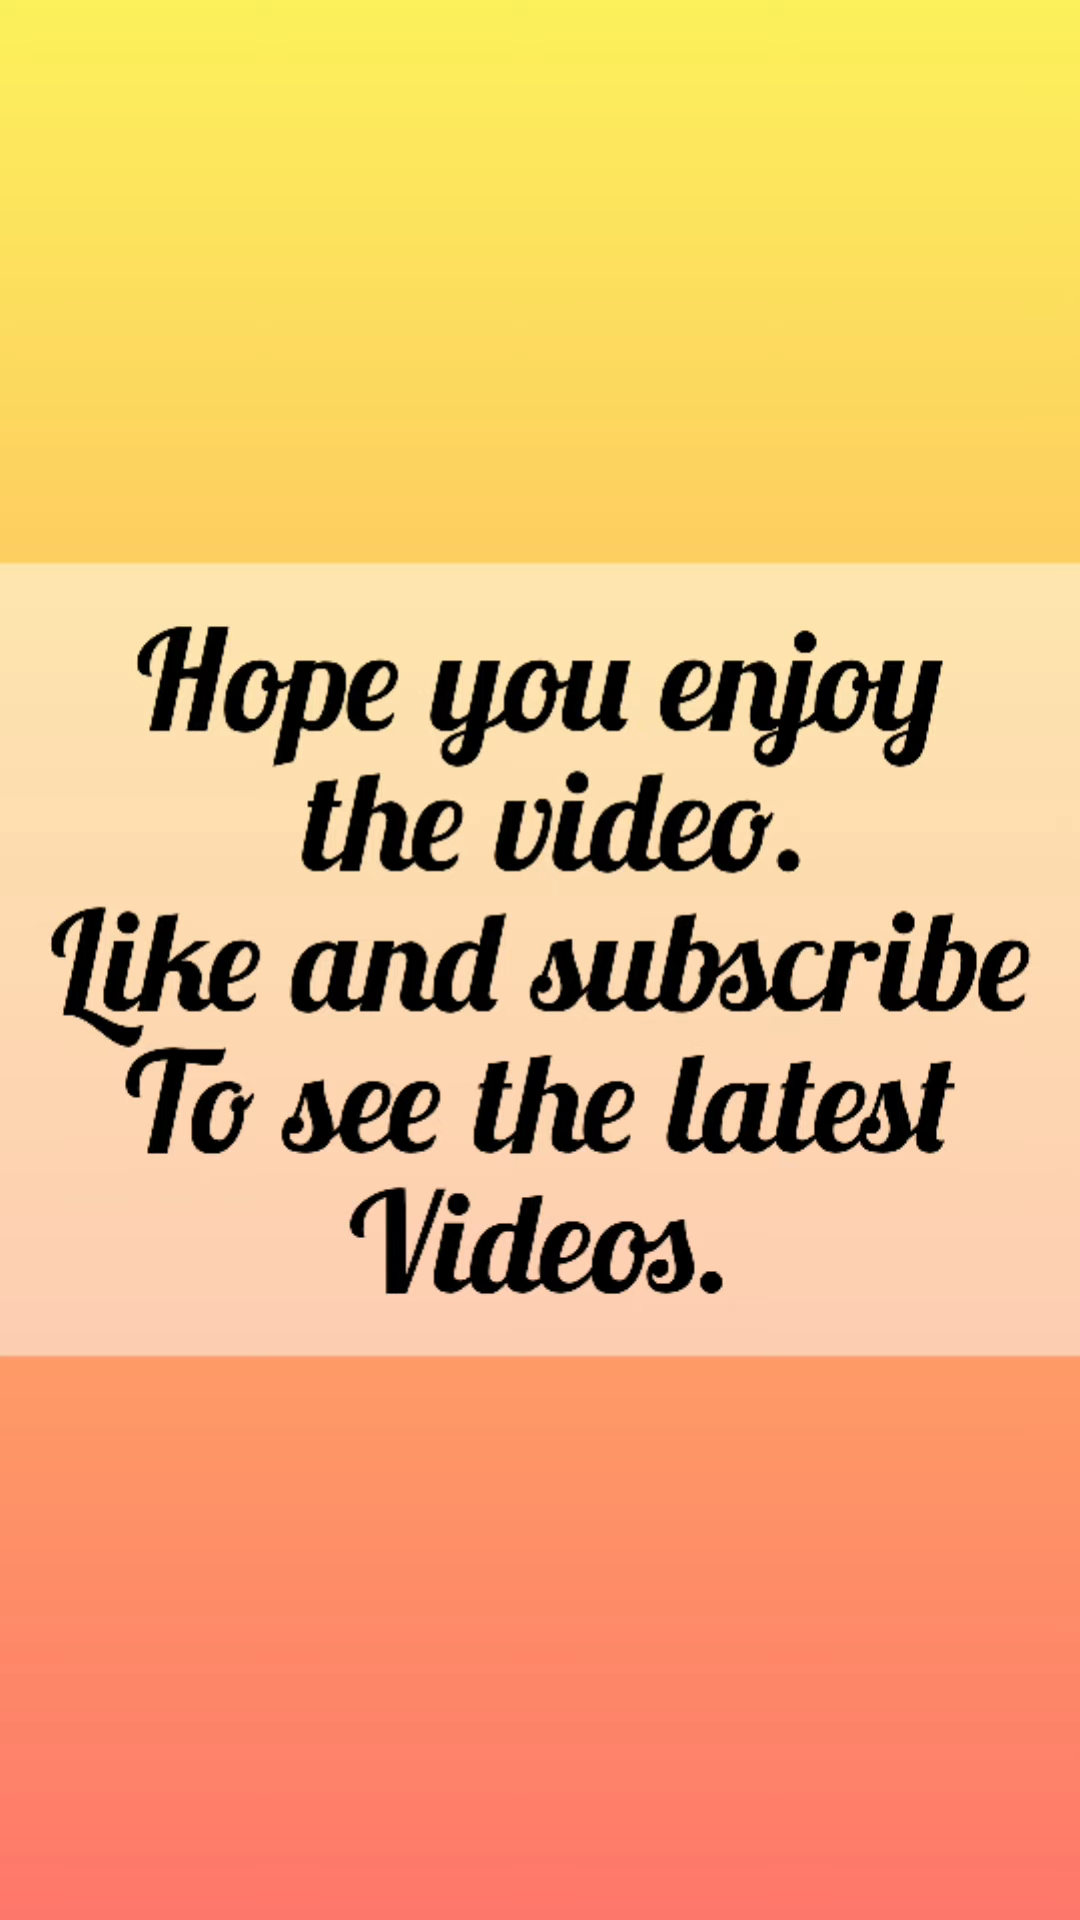 Hope you enjoy
the video.
Like and subscribe
To see the latest
Videos.